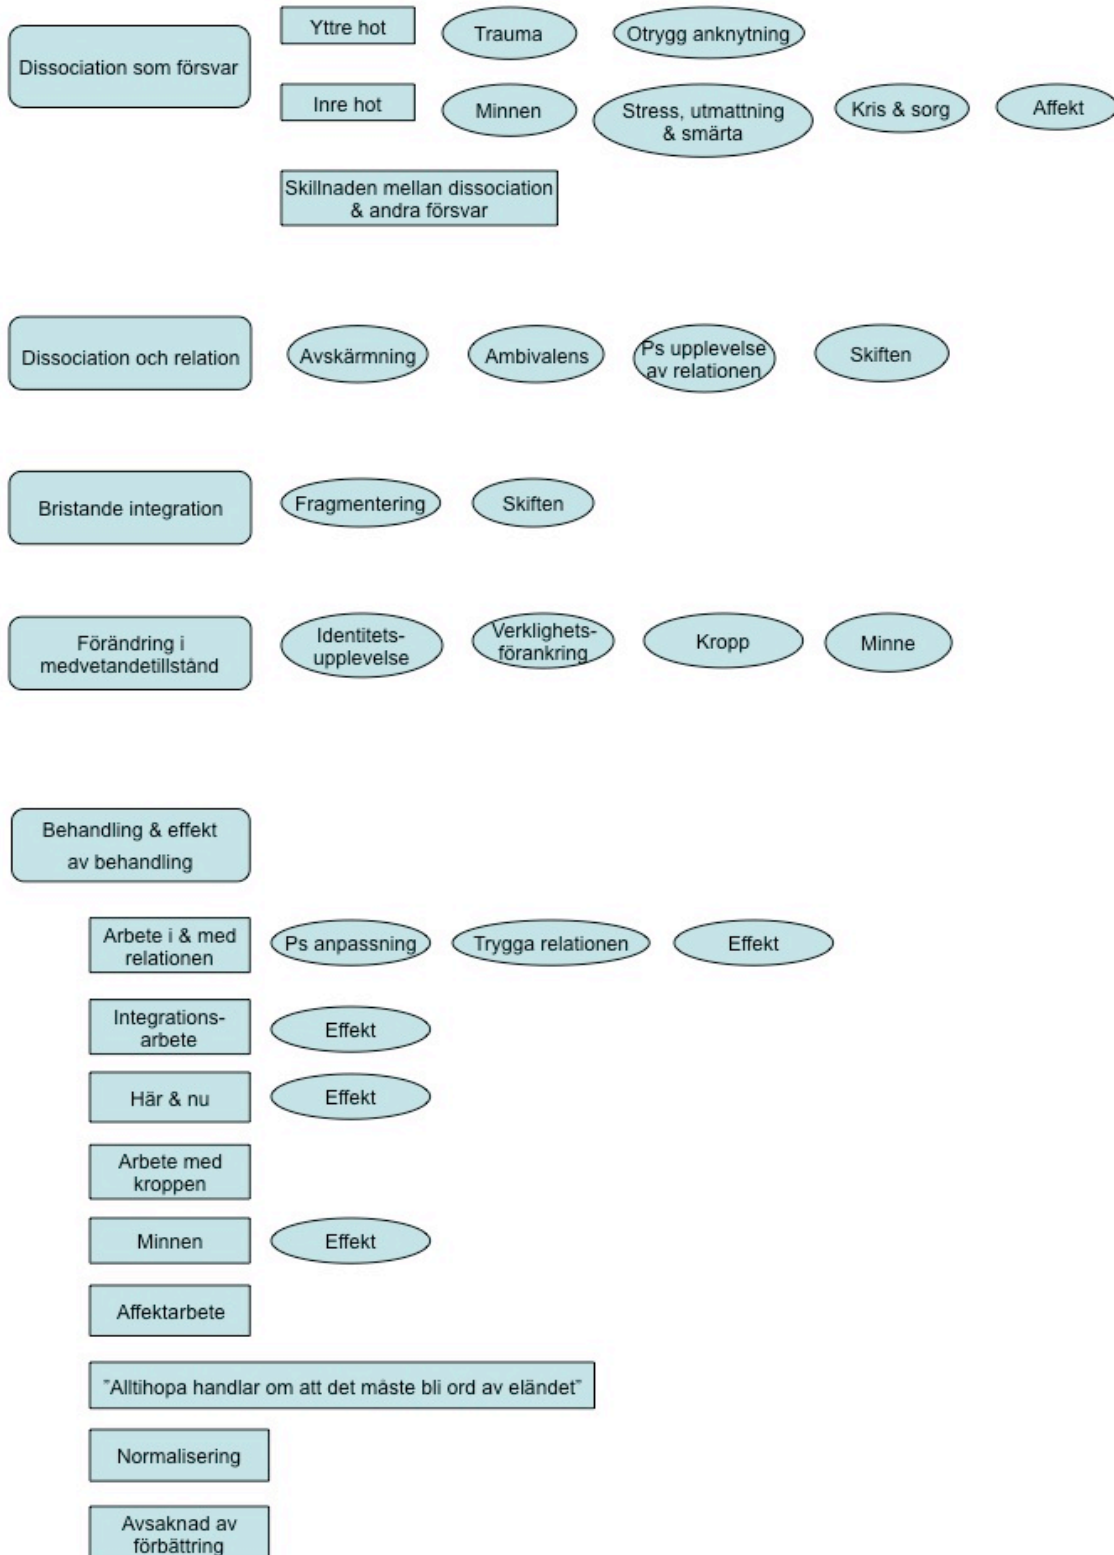 Dissociation som försvar
Yttre hot
Trauma
Otrygg anknytning
Inre hot
Minnen
Stress, utmattning
& smärta
Kris & sorg
Affekt
Skillnaden mellan dissociation
& andra försvar
Dissociation och relation
Avskärmning
Ambivalens
Ps upplevelse
av relationen
Skiften
Bristande integration
Fragmentering
Skiften
Förändring i
medvetandetillstånd
Identitets-
upplevelse
Verklighets-
förankring
Kropp
Minne
Behandling & effekt
av behandling
Arbete i & med
relationen
Ps anpassning
Trygga relationen
Effekt
Integrations-
arbete
Effekt
Här & nu
Effekt
Arbete med
kroppen
Minnen
Effekt
Affektarbete
”Alltihopa handlar om att det måste bli ord av eländet”
Normalisering
Avsaknad av
förbättring